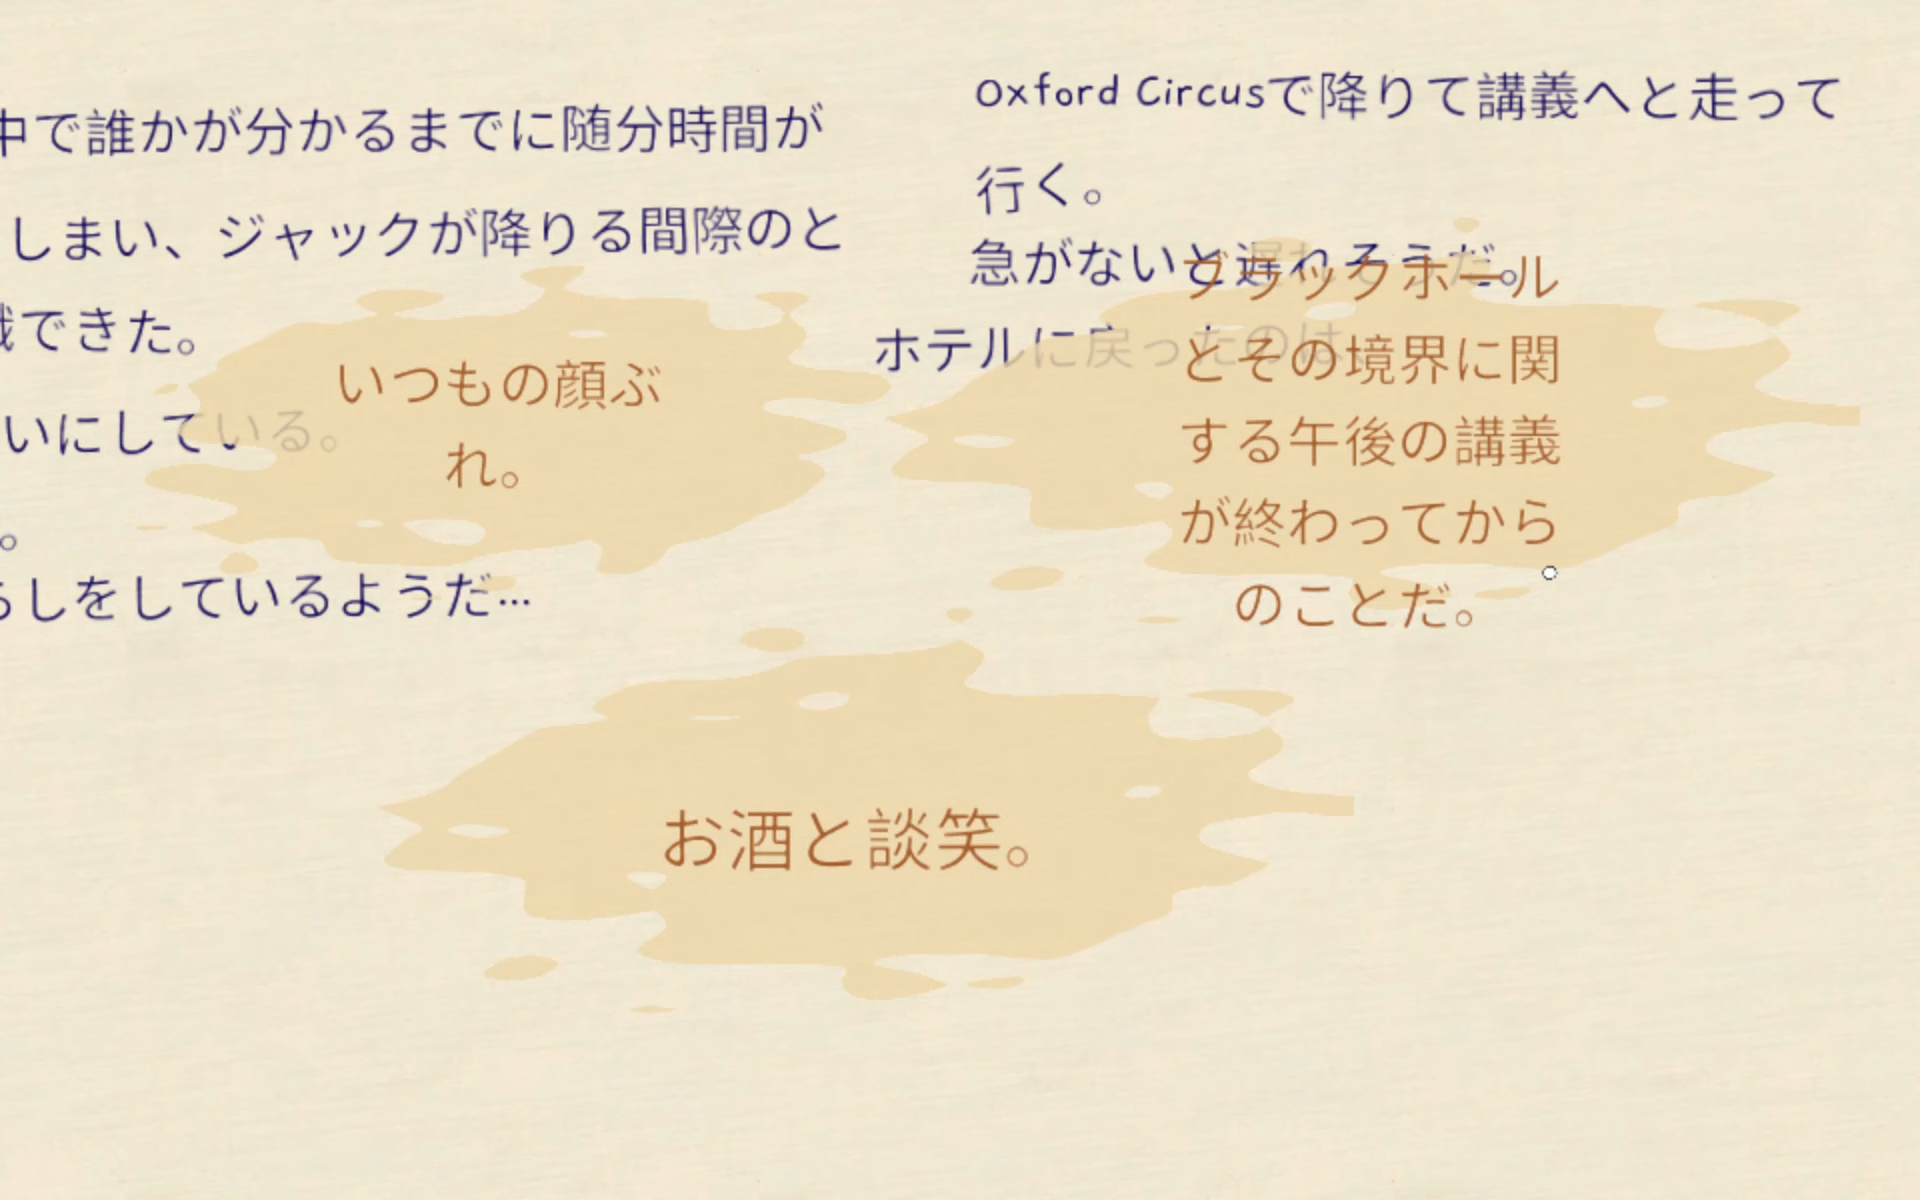 中で誰かが分かるまでに随分時間が
しまい、ジャックが降りる間際のと
できた。
いにしている。
。
しをしているようだ…
いつもの顔ぶ
れ。
Oxford Circusで降りて講義へと走って
行く。
急がないと遅れそうだ。
ホテルに戻ったのは、
ブラックホール
とその境界に関
する午後の講義
が終わってから
のことだ。
お酒と談笑。